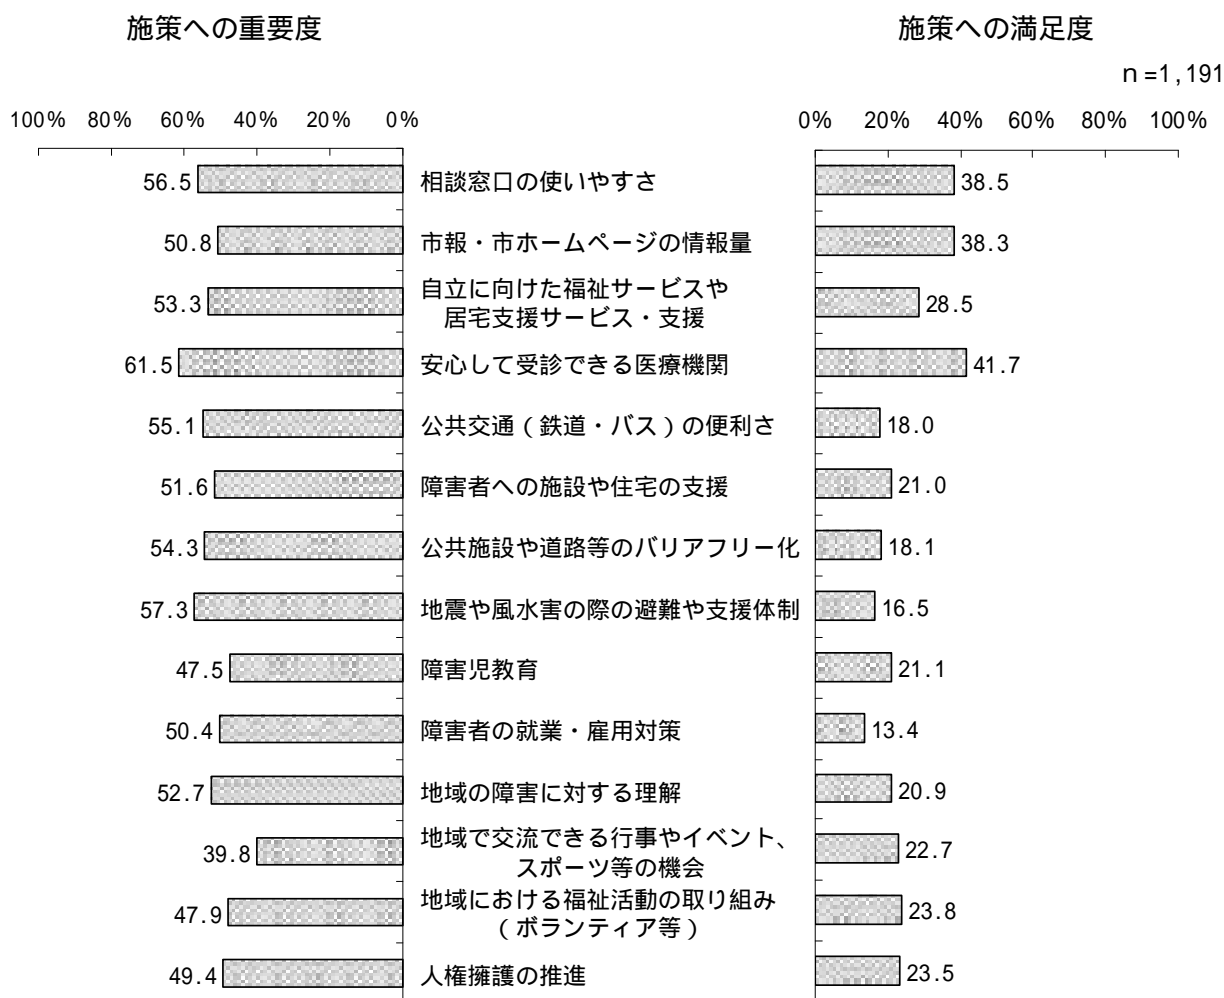 施策への重要度
施策への満足度
n=1,191
100% 80% 60% 40% 20% 0%
0% 20% 40% 60% 80% 100%
56.5 相談窓口の使いやすさ 38.5
50.8 市報・市ホームページの情報量 38.3
53.3 自立に向けた福祉サービスや
居宅支援サービス・支援 28.5
61.5 安心して受診できる医療機関 41.7
55.1 公共交通(鉄道・バス)の便利さ 18.0
51.6 障害者への施設や住宅の支援 21.0
54.3 公共施設や道路等のバリアフリー化 18.1
57.3 地震や風水害の際の避難や支援体制 16.5
47.5 障害児教育 21.1
50.4 障害者の就業・雇用対策 13.4
52.7 地域の障害に対する理解 20.9
39.8 地域で交流できる行事やイベント、
スポーツ等の機会 22.7
47.9 地域における福祉活動の取り組み
(ボランティア等) 23.8
49.4 人権擁護の推進 23.5